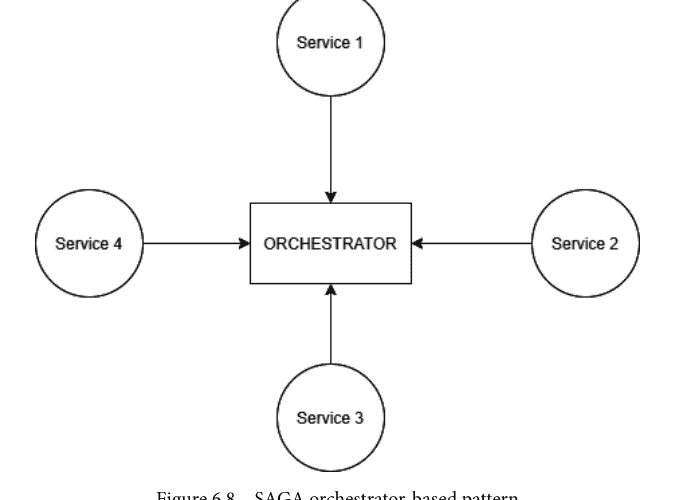 Service 1
Service 4
ORCHESTRATOR
Service 2
Service 3
Figure 6.8 – SAGA orchestrator-based pattern